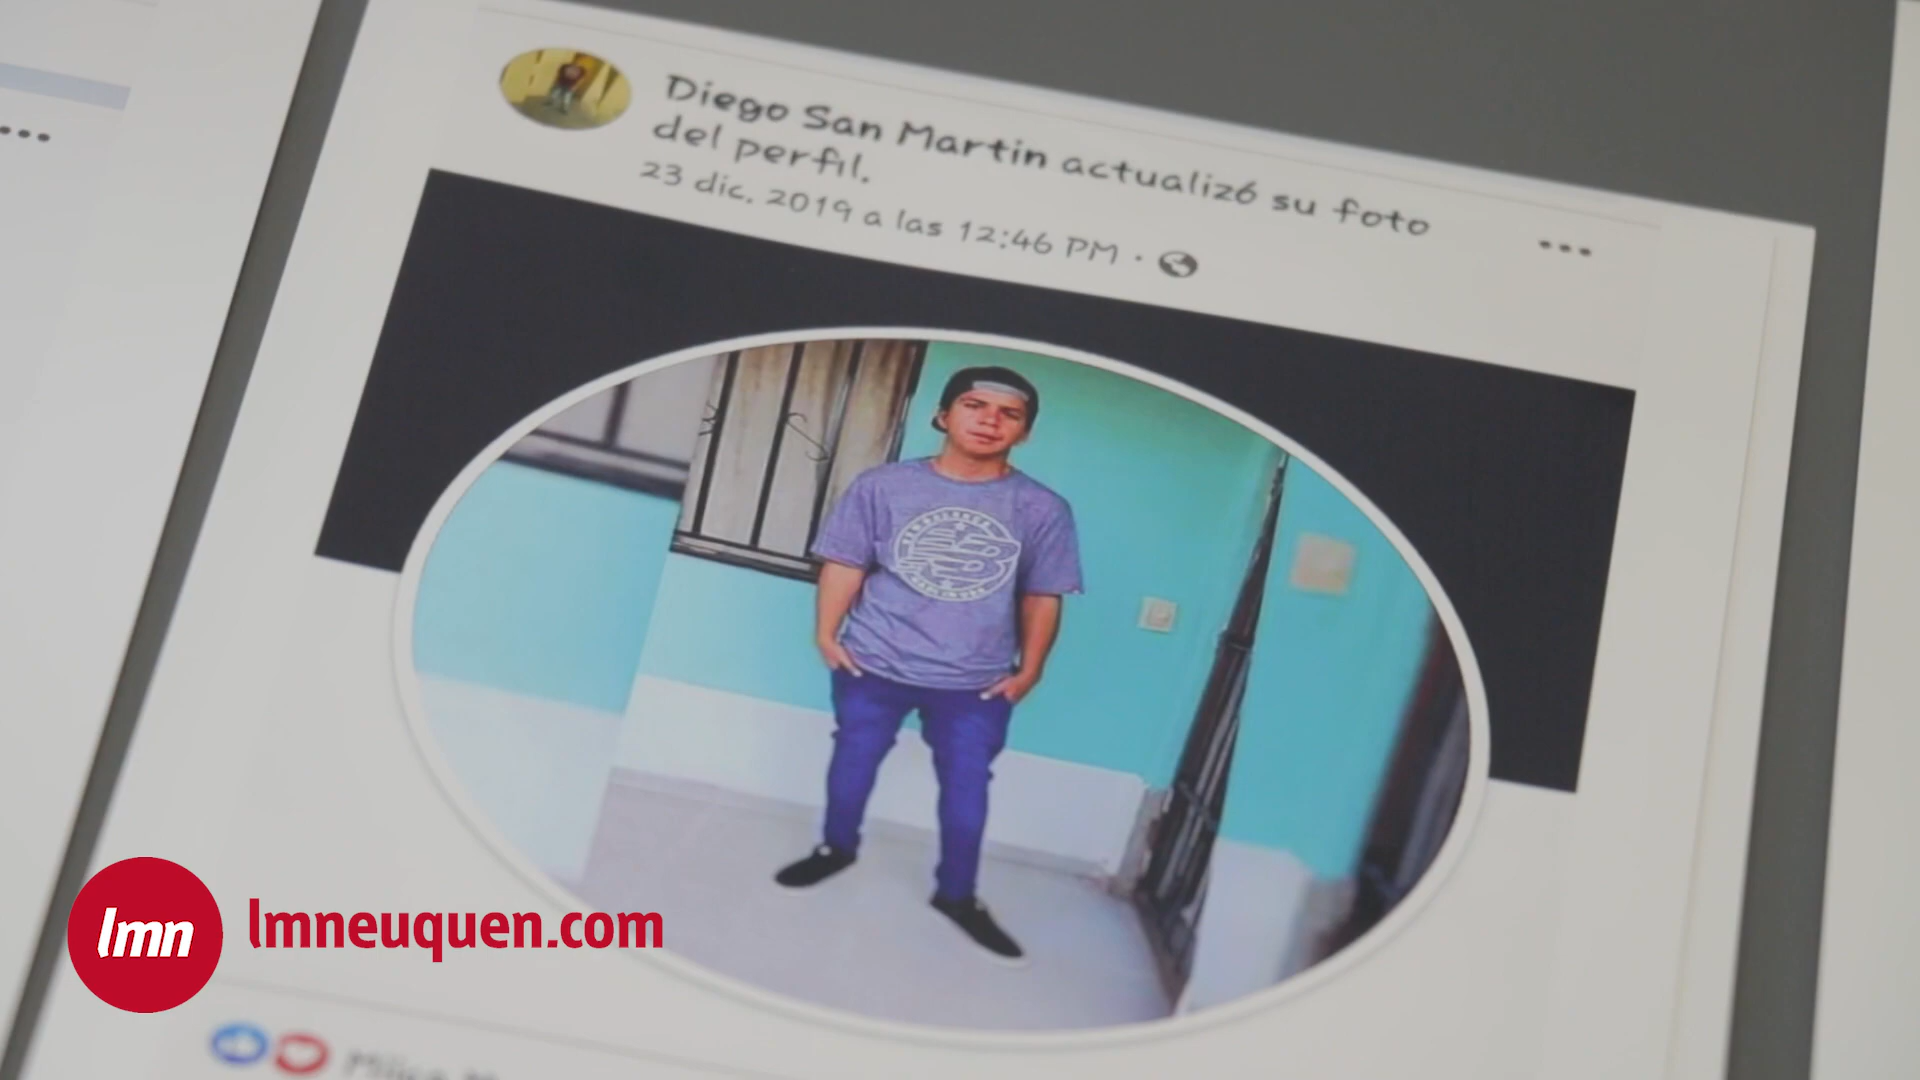 Diego San Martin actualizó su foto
del perfil.
23 dic. 2019 a las 12:46 PM ·
lmn
lmneuquen.com